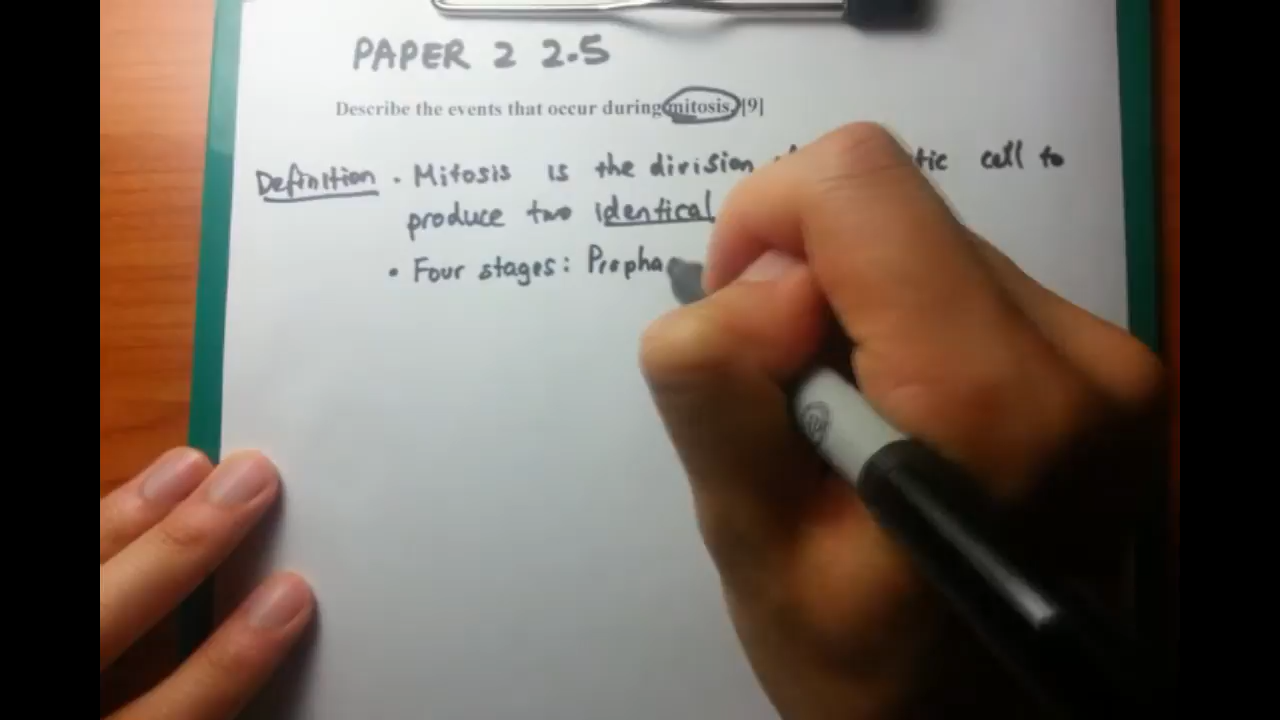 PAPER 2 2.5
Describe the events that occur during mitosis. [9]
Definition • Mitosis is the division cell to
produce two identical
• Four stages: Propha